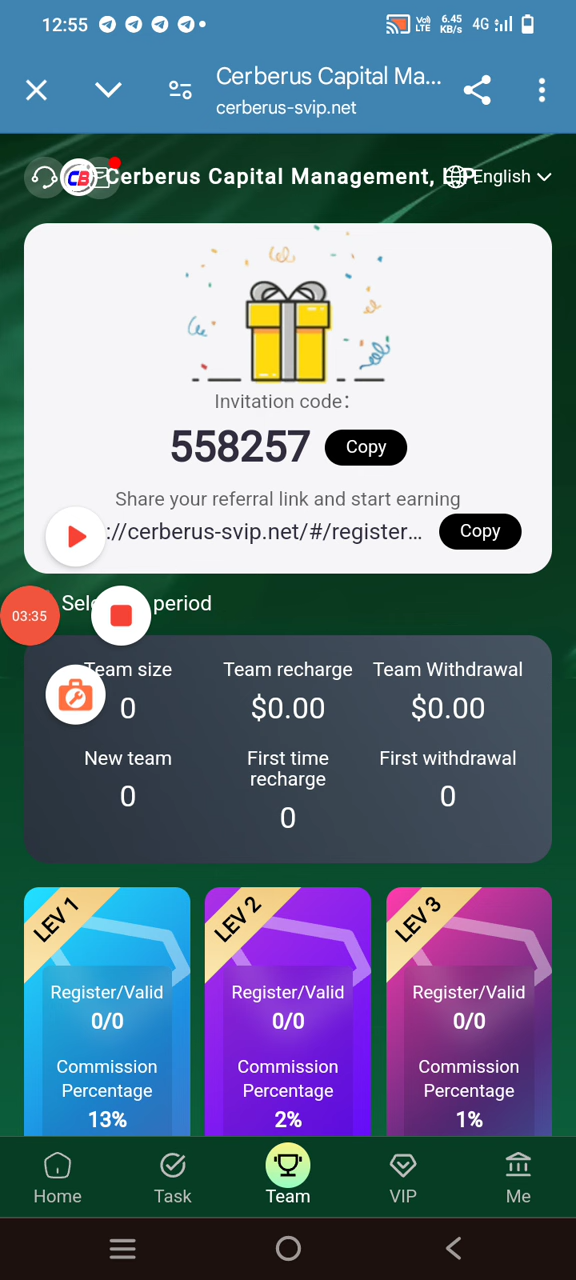 12:55
Vo)
LTE
6.45
KB/s
4G
Cerberus Capital Ma...
cerberus-svip.net
CB
Cerberus Capital Management, L.P.
English
Invitation code：
558257
Copy
Share your referral link and start earning
://cerberus-svip.net/#/register...
Copy
03:35
Sele
period
Team size
Team recharge
Team Withdrawal
0
$0.00
$0.00
New team
First time
recharge
First withdrawal
0
0
0
LEV 1
LEV 2
LEV 3
Register/Valid
Register/Valid
Register/Valid
0/0
0/0
0/0
Commission
Percentage
Commission
Percentage
Commission
Percentage
13%
2%
1%
Home
Task
Team
VIP
Me